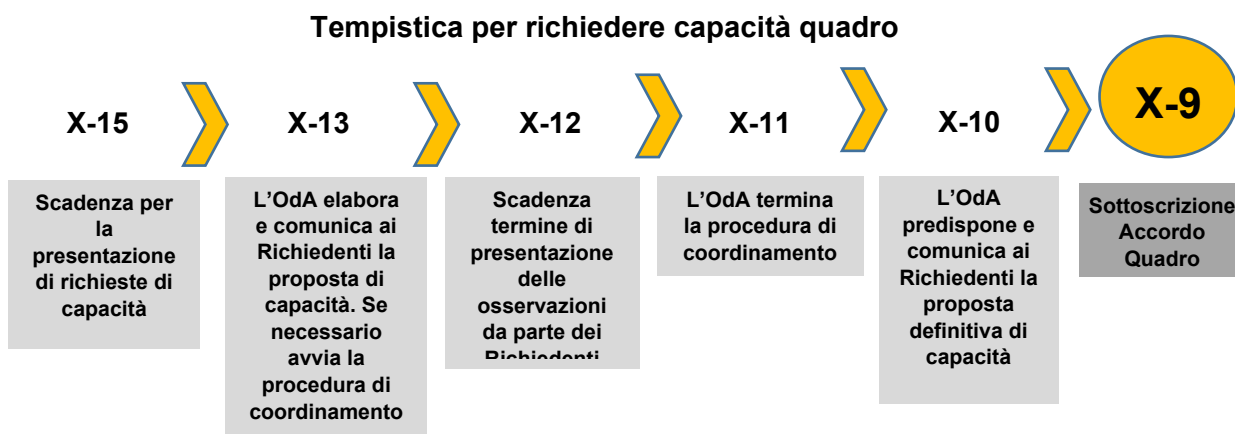 Tempistica per richiedere capacità quadro
X-15
X-13
X-12
X-11
X-10
X-9
Scadenza per
la
presentazione
di richieste di
capacità
L'OdA elabora
e comunica ai
Richiedenti la
proposta di
capacità. Se
necessario
avvia la
procedura di
coordinamento
Scadenza
termine di
presentazione
delle
osservazioni
da parte dei
Richiedenti
L'OdA termina
la procedura di
coordinamento
L'OdA
predispone e
comunica ai
Richiedenti la
proposta
definitiva di
capacità
Sottoscrizione
Accordo
Quadro